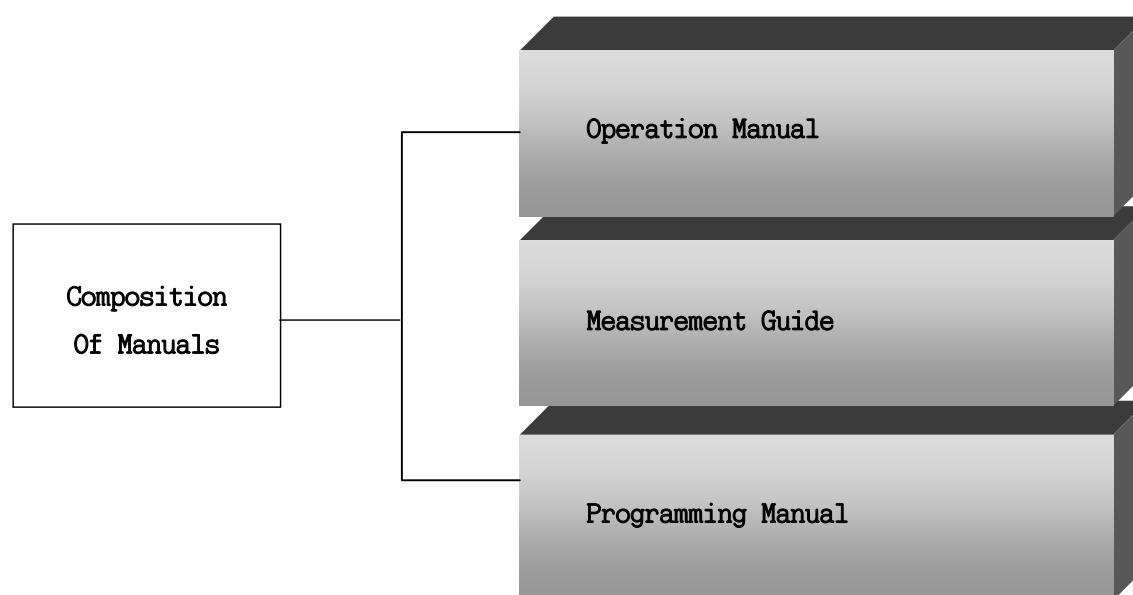 Composition
Of Manuals
Operation Manual
Measurement Guide
Programming Manual